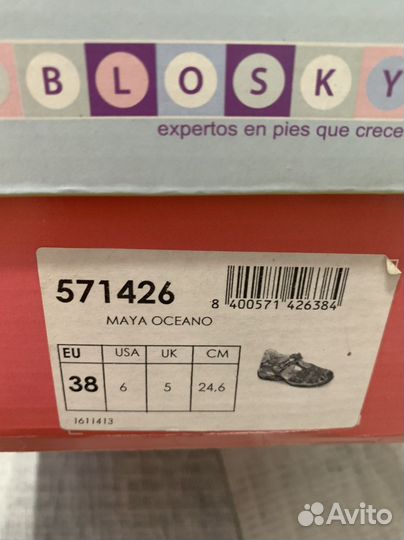 BLOSKY
expertos en pies que crece
571426
MAYA OCEANO
8 400571 426384
EU USA UK CM
38 6 5 24,6
1611413
Avito